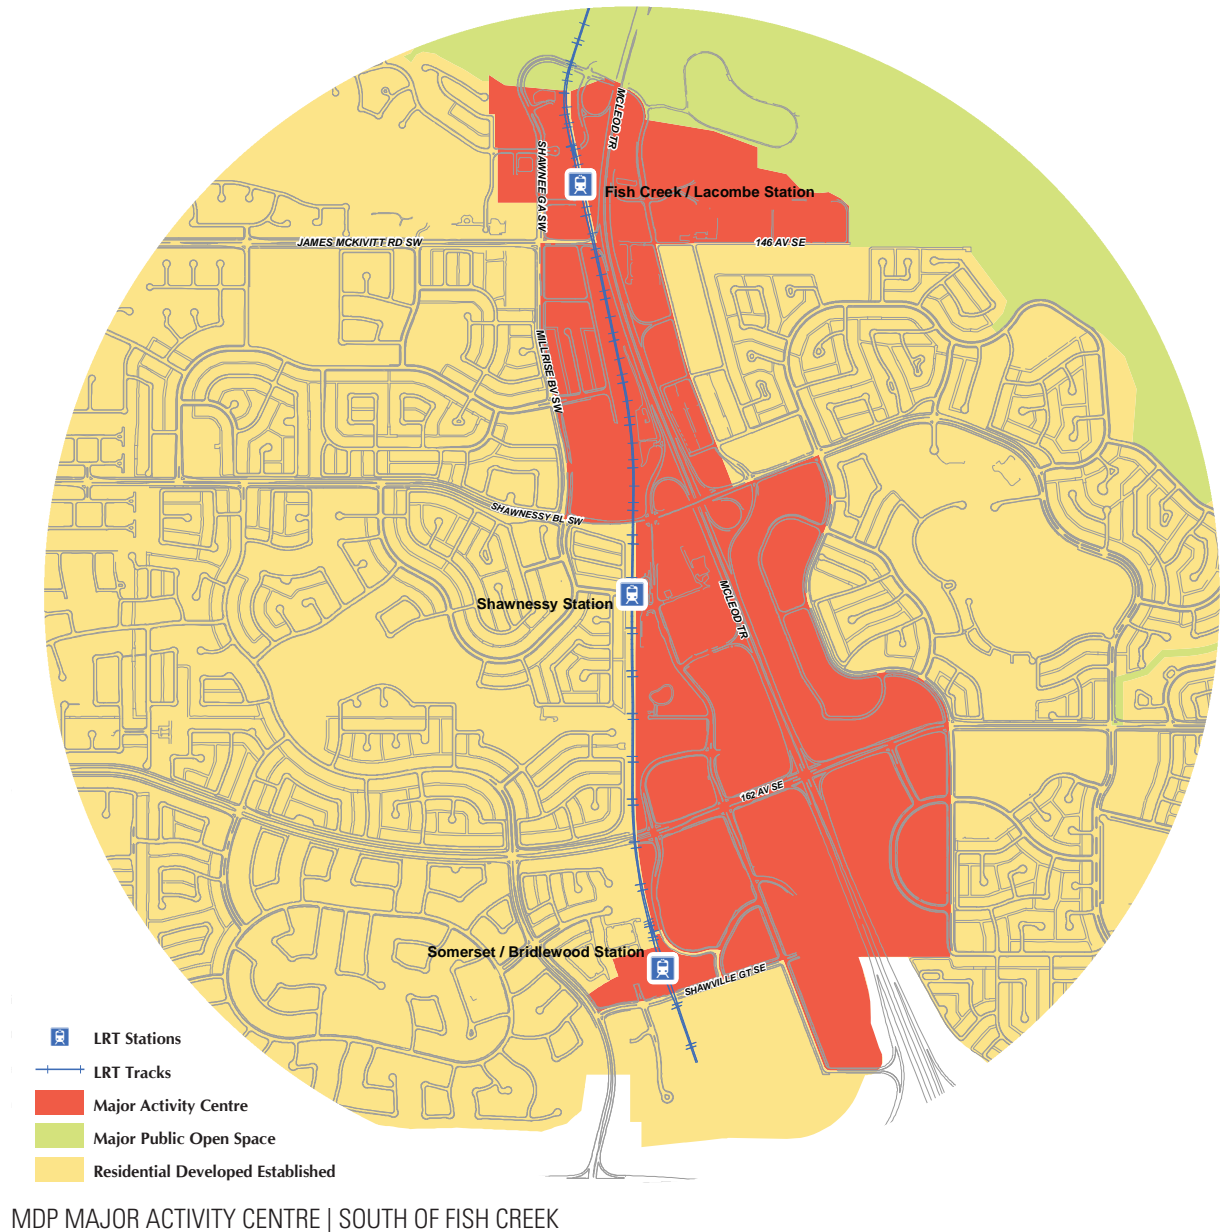 MCLEOD TR
SHAWNEE GA SW
Fish Creek / Lacombe Station
JAMES MCKIVITT RD SW
146 AV SE
MILLRISE BV SW
SHAWNESSY BL SW
Shawnessy Station
MCLEOD TR
162 AV SE
Somerset / Bridlewood Station
SHAWVILLE GT SE
LRT Stations
LRT Tracks
Major Activity Centre
Major Public Open Space
Residential Developed Established
MDP MAJOR ACTIVITY CENTRE | SOUTH OF FISH CREEK